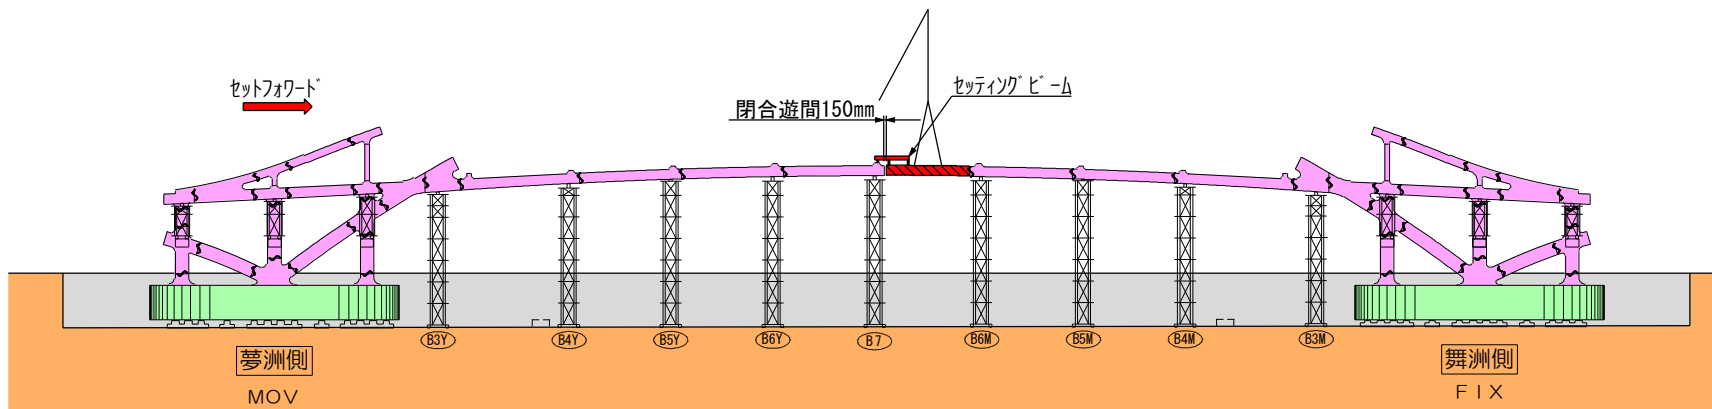 セットフォワード
閉合遊間150mm
セッティングビーム
B3Y
B4Y
B5Y
B6Y
B7
B6M
B5M
B4M
B3M
夢洲側
舞洲側
MOV
FIX